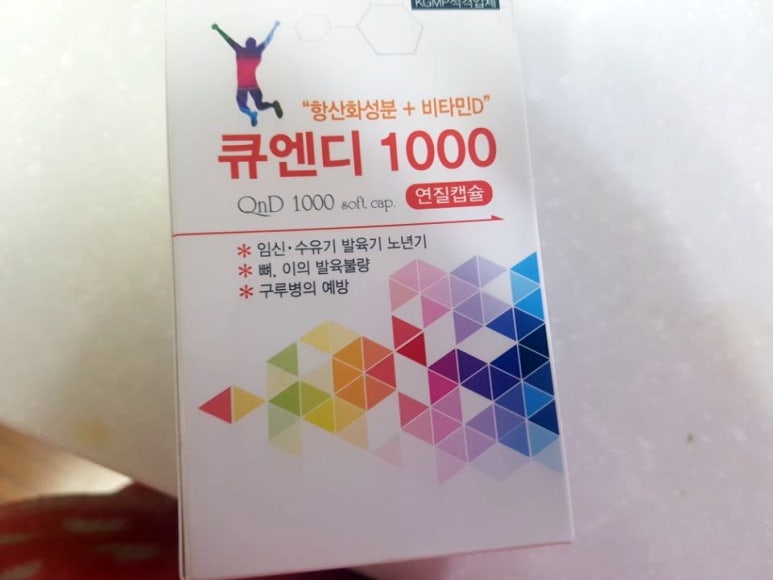 KGMP적격업체
“항산화성분 + 비타민D”
큐엔디 1000
QnD 1000 soft cap. 연질캡슐
* 임신·수유기 발육기 노년기
* 뼈, 이의 발육불량
* 구루병의 예방